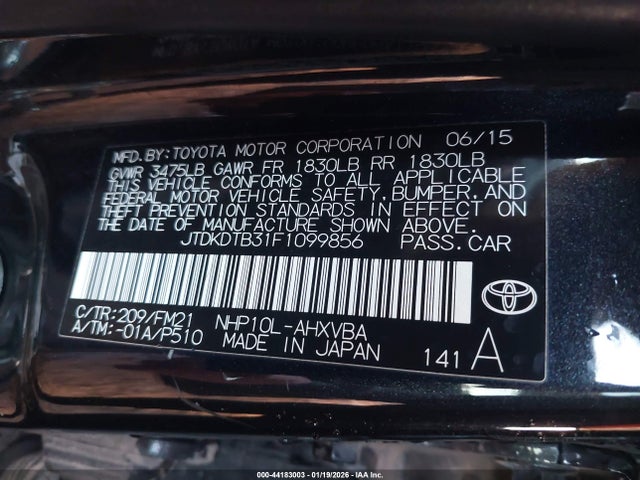 MFD.BY:TOYOTA MOTOR CORPORATION 06/15
GVWR 3475LB GAWR FR 1830LB RR 1830LB
THIS VEHICLE CONFORMS TO ALL APPLICABLE
FEDERAL MOTOR VEHICLE SAFETY,BUMPER,AND
THEFT PREVENTION STANDARDS IN EFFECT ON
THE DATE OF MANUFACTURE SHOWN ABOVE.
JTDKDTB31F1099856 PASS.CAR
C/TR:209/FM21 NHP10L-AHXVBA
A/TM:-01A/P510 MADE IN JAPAN 141 A
000-44183003 — 01/19/2026 — IAA Inc.